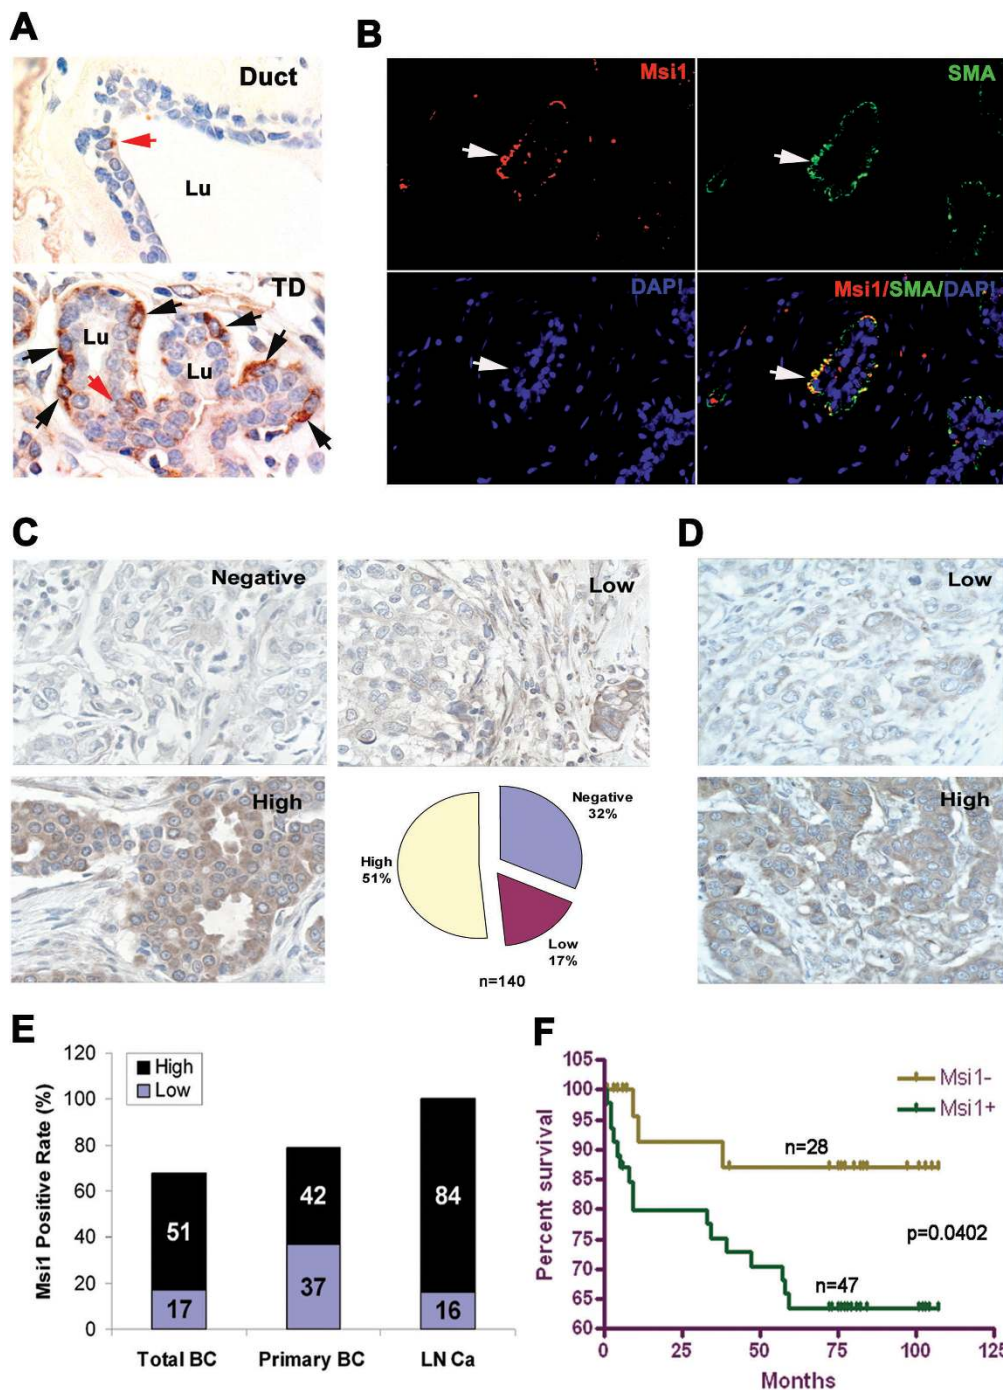 A
Duct
Lu
TD
Lu
Lu
B
Msi1
SMA
DAPI
Msi1/SMA/DAPI
C
Negative
Low
High
Negative
32%
High
51%
Low
17%
n=140
D
Low
High
E
120
100
80
60
40
20
0
Msi1 Positive Rate (%)
High
Low
51
17
42
37
84
16
Total BC
Primary BC
LN Ca
F
105
100
95
90
85
80
75
70
65
60
Percent survival
Msi1-
Msi1+
n=28
p=0.0402
n=47
0
25
50
75
100
125
Months